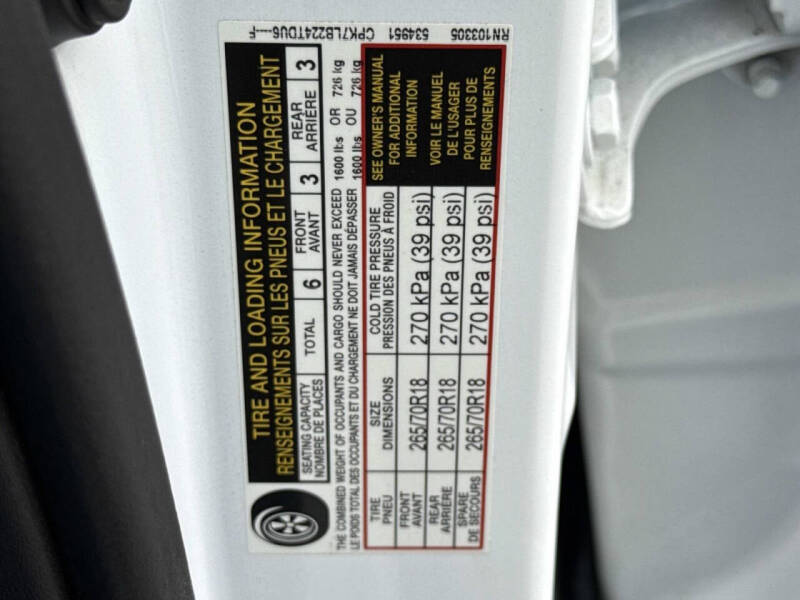 TIRE AND LOADING INFORMATION
RENSEIGNEMENTS SUR LES PNEUS ET LE CHARGEMENT
SEATING CAPACITY
NOMBRE DE PLACES
TOTAL 6
FRONT
AVANT 3
REAR
ARRIÈRE 3
THE COMBINED WEIGHT OF OCCUPANTS AND CARGO SHOULD NEVER EXCEED 1600 lbs OR 726 kg
LE POIDS TOTAL DES OCCUPANTS ET DU CHARGEMENT NE DOIT JAMAIS DÉPASSER 1600 lbs OU 726 kg
TIRE
PNEU
SIZE
DIMENSIONS
COLD TIRE PRESSURE
PRESSION DES PNEUS À FROID
FRONT
AVANT
265/70R18
270 kPa (39 psi)
REAR
ARRIÈRE
265/70R18
270 kPa (39 psi)
SPARE
DE SECOURS
265/70R18
270 kPa (39 psi)
SEE OWNER'S MANUAL
FOR ADDITIONAL
INFORMATION
VOIR LE MANUEL
DE L'USAGER
POUR PLUS DE
RENSEIGNEMENTS
CPK7LB224TDU6----F
534951
RN103305